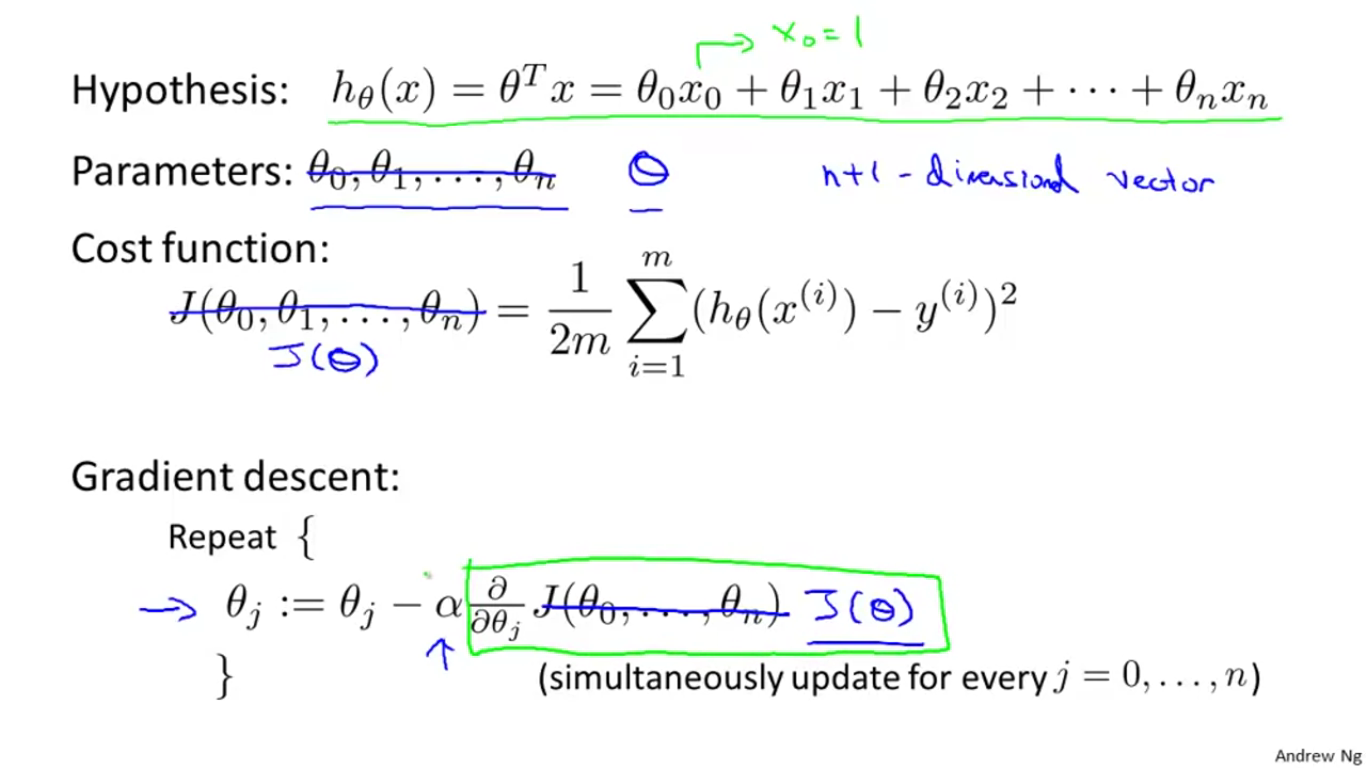 x₀ = 1
Hypothesis: h_θ(x) = θᵀx = θ₀x₀ + θ₁x₁ + θ₂x₂ + ⋯ + θₙxₙ
Parameters: θ₀, θ₁, . . . , θₙ θ n+1 - dimensional vector
Cost function:
J(θ₀, θ₁, . . . , θₙ) = 1/2m ∑_{i=1}^{m} (h_θ(x⁽ⁱ⁾) − y⁽ⁱ⁾)²
J(θ)
Gradient descent:
Repeat {
→ θⱼ := θⱼ − α ∂/∂θⱼ J(θ₀, . . . , θₙ) J(θ)
}
(simultaneously update for every j = 0, . . . , n)
Andrew Ng